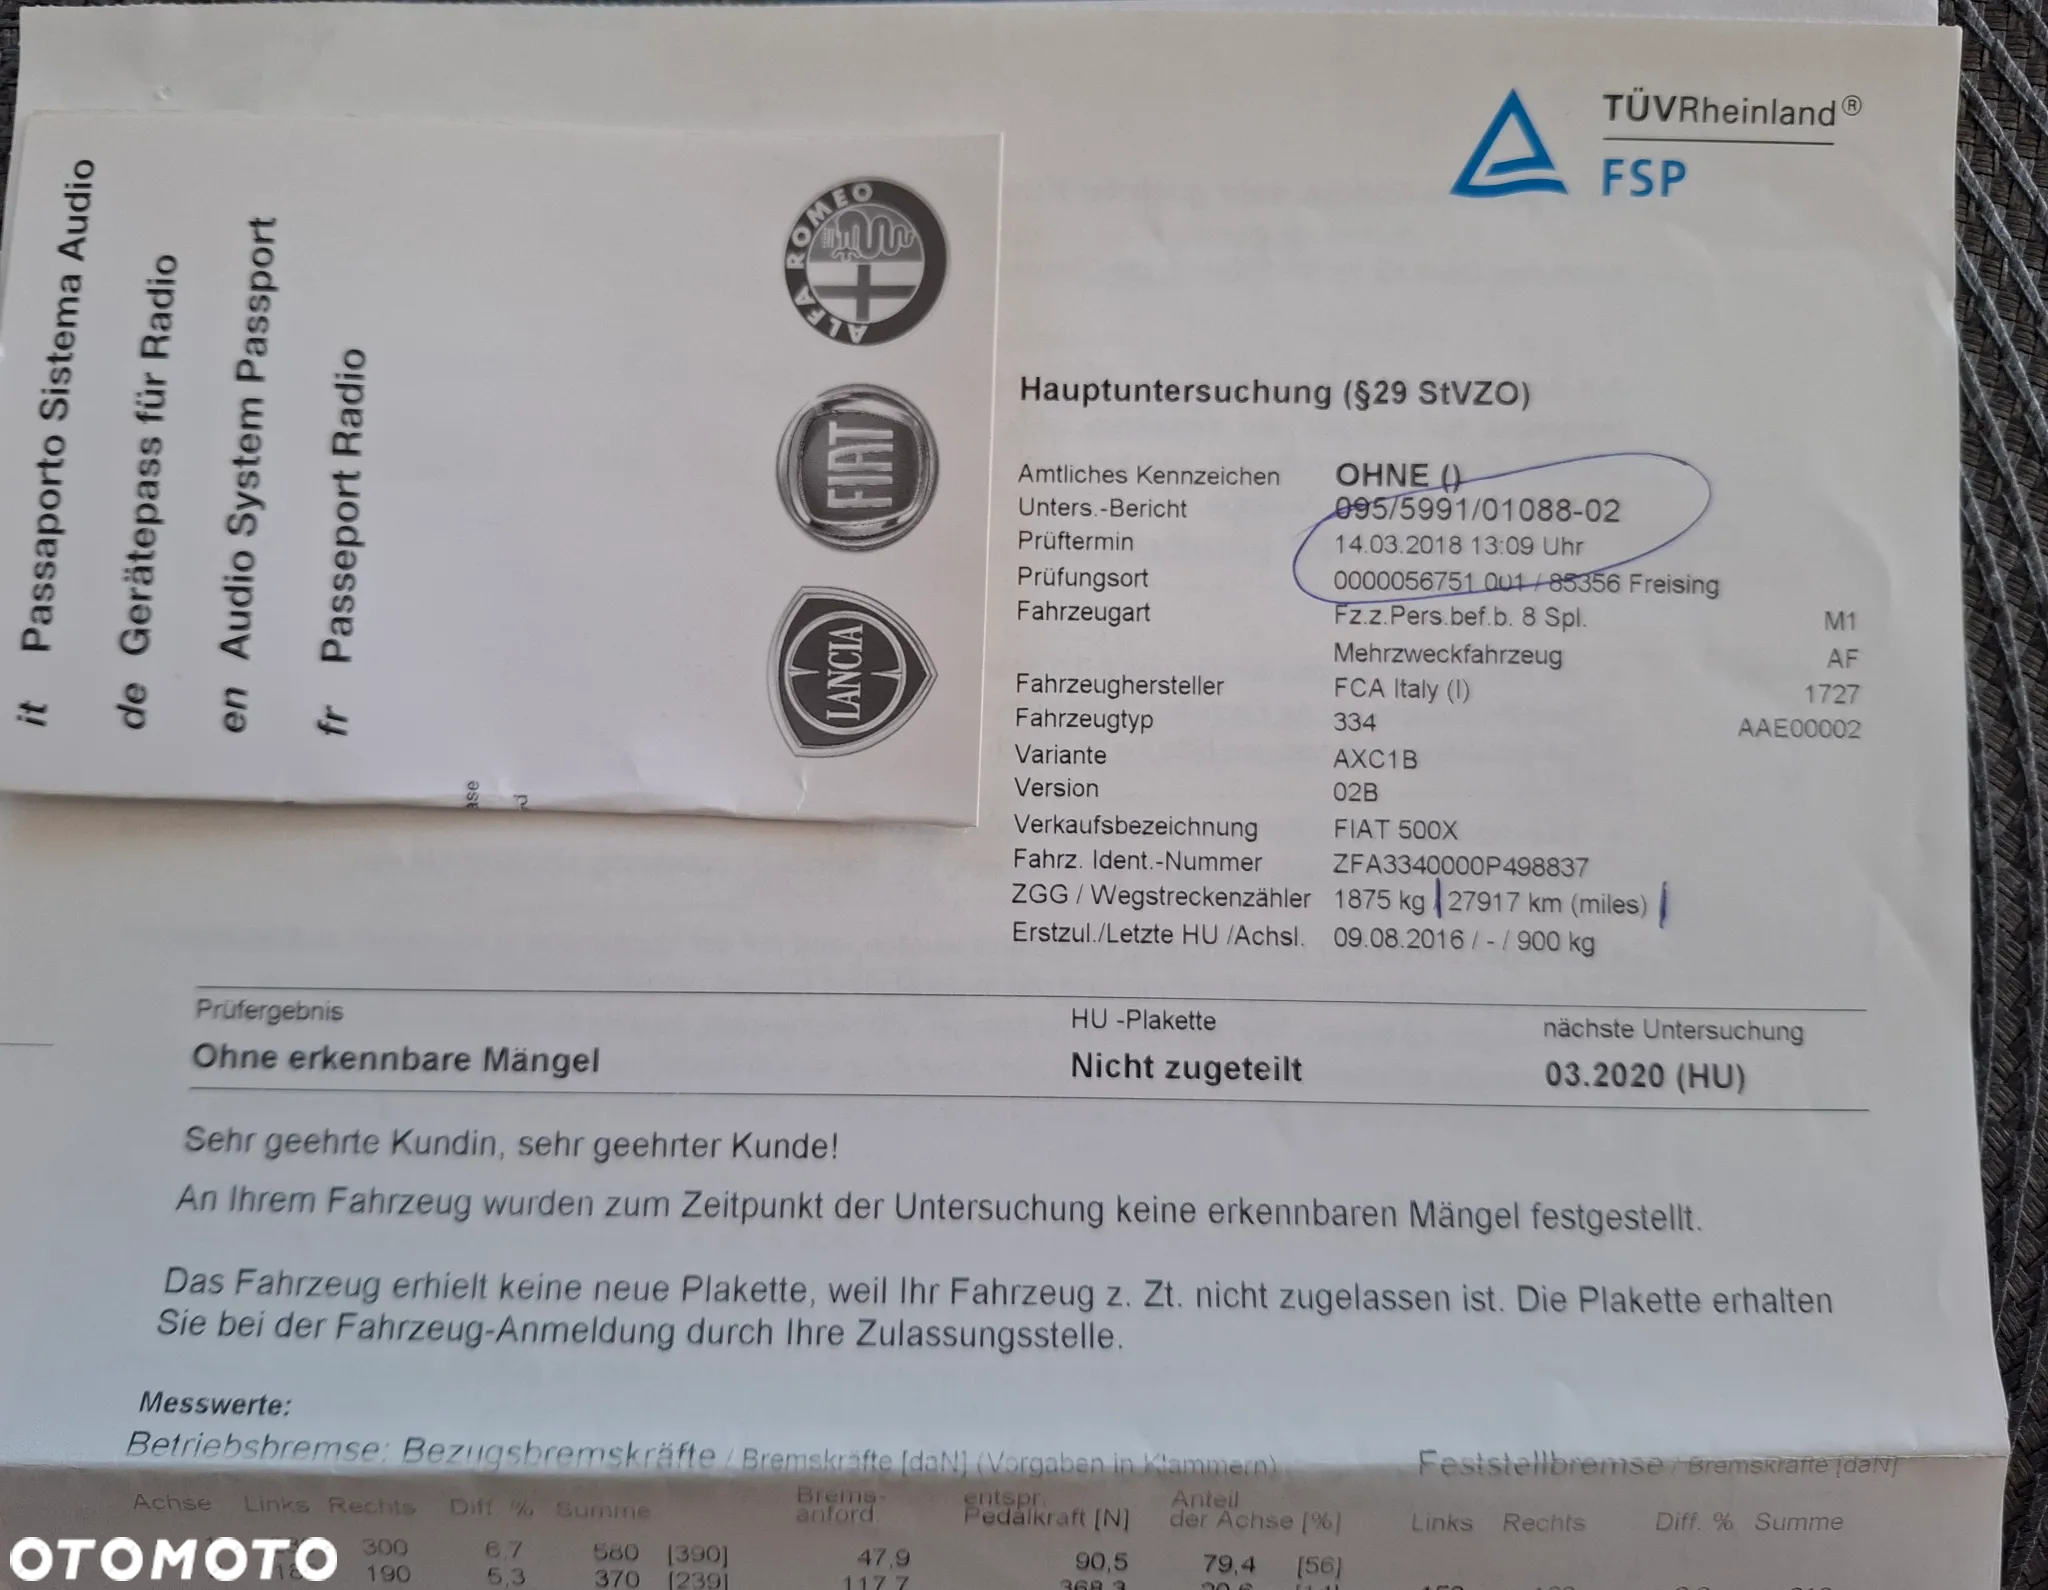 TÜVRheinland®
FSP
it Passaporto Sistema Audio
de Gerätepass für Radio
en Audio System Passport
fr Passeport Radio
ALFA ROMEO
FIAT
LANCIA
Hauptuntersuchung (§29 StVZO)
Amtliches Kennzeichen OHNE ()
Unters.-Bericht 095/5991/01088-02
Prüftermin 14.03.2018 13:09 Uhr
Prüfungsort 0000056751 001 / 85356 Freising
Fahrzeugart Fz.z.Pers.bef.b. 8 Spl. M1
Mehrzweckfahrzeug AF
Fahrzeughersteller FCA Italy (I) 1727
Fahrzeugtyp 334 AAE00002
Variante AXC1B
Version 02B
Verkaufsbezeichnung FIAT 500X
Fahrz. Ident.-Nummer ZFA3340000P498837
ZGG / Wegstreckenzähler 1875 kg / 27917 km (miles)
Erstzul./Letzte HU /Achsl. 09.08.2016 / - / 900 kg
Prüfergebnis HU -Plakette nächste Untersuchung
Ohne erkennbare Mängel Nicht zugeteilt 03.2020 (HU)
Sehr geehrte Kundin, sehr geehrter Kunde!
An Ihrem Fahrzeug wurden zum Zeitpunkt der Untersuchung keine erkennbaren Mängel festgestellt.
Das Fahrzeug erhielt keine neue Plakette, weil Ihr Fahrzeug z. Zt. nicht zugelassen ist. Die Plakette erhalten
Sie bei der Fahrzeug-Anmeldung durch Ihre Zulassungsstelle.
Messwerte:
Betriebsbremse: Bezugsbremskräfte / Bremskräfte [daN] (Vorgaben in Klammern) Feststellbremse / Bremskräfte [daN]
Achse Links Rechts Diff. % Summe Brems-anford. entspr. Pedalkraft [N] Anteil der Achse [%] Links Rechts Diff. % Summe
300 6,7 580 [390] 47,9 90,5 79,4 [56]
190 5,3 370 [239] 117,7
OTOMOTO